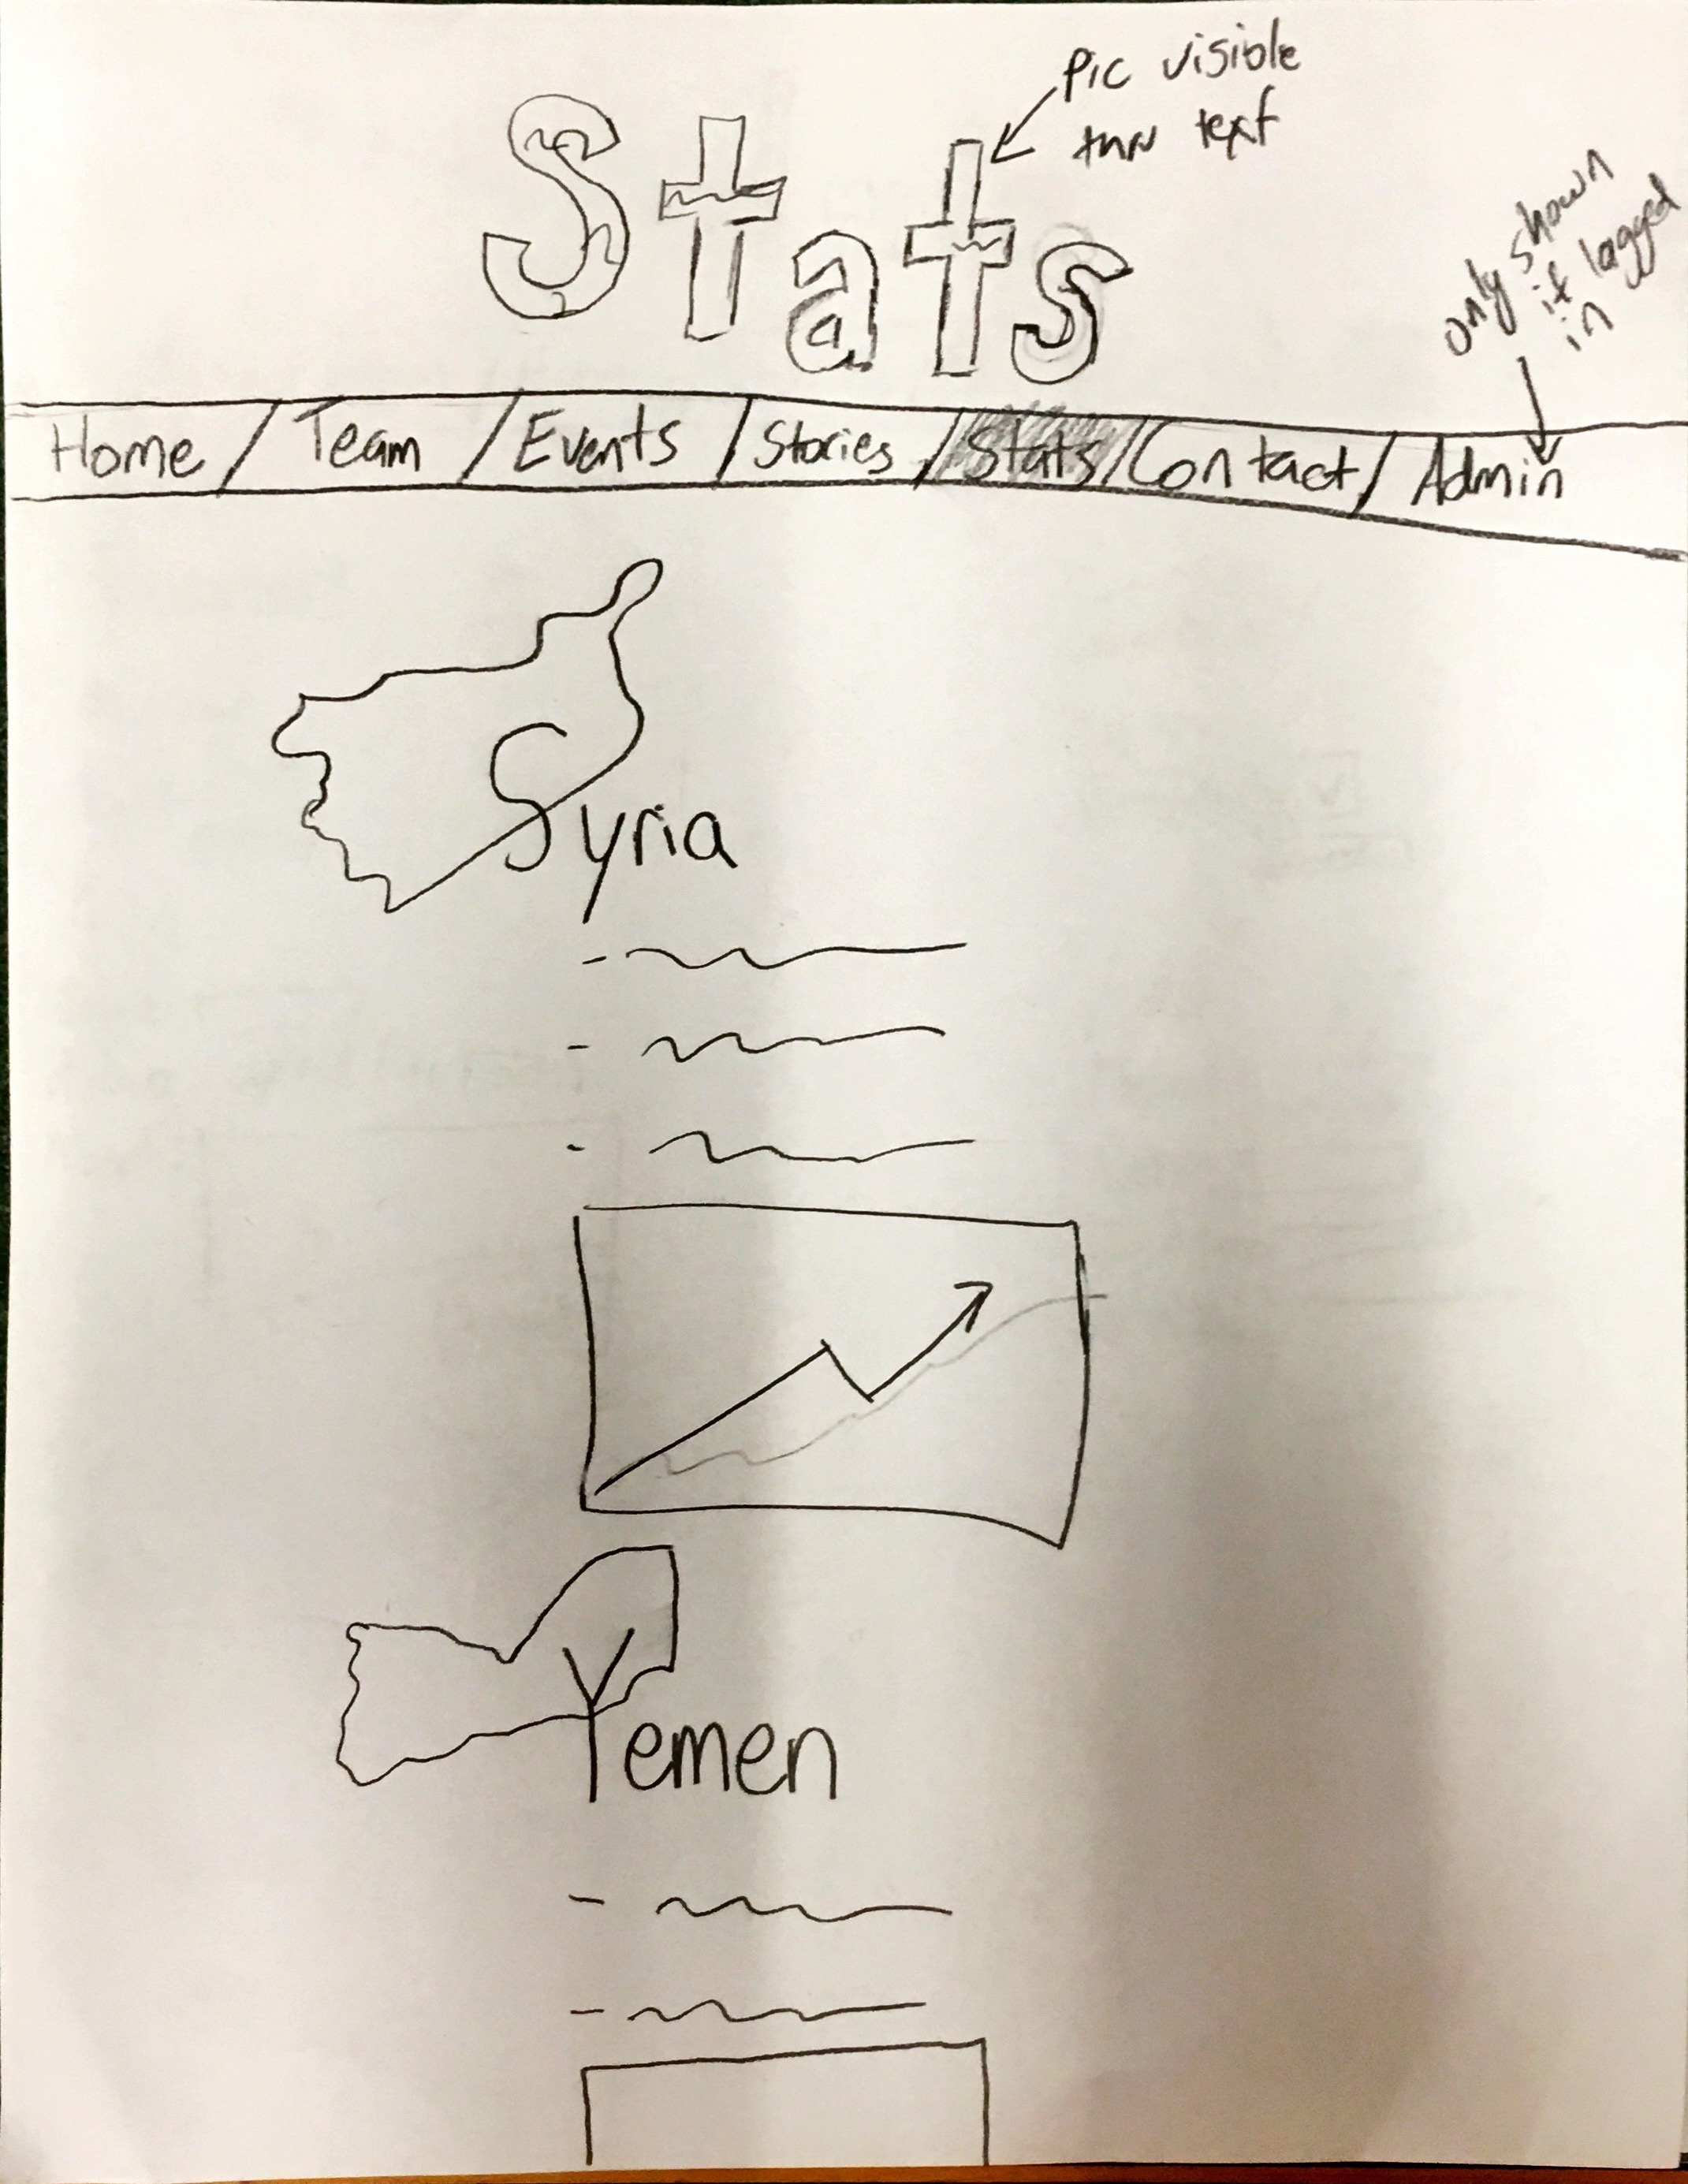 Pic visible
thru text
Stats
only shown
if logged
in
Home / Team / Events / Stories / Stats / Contact / Admin
Syria
Yemen